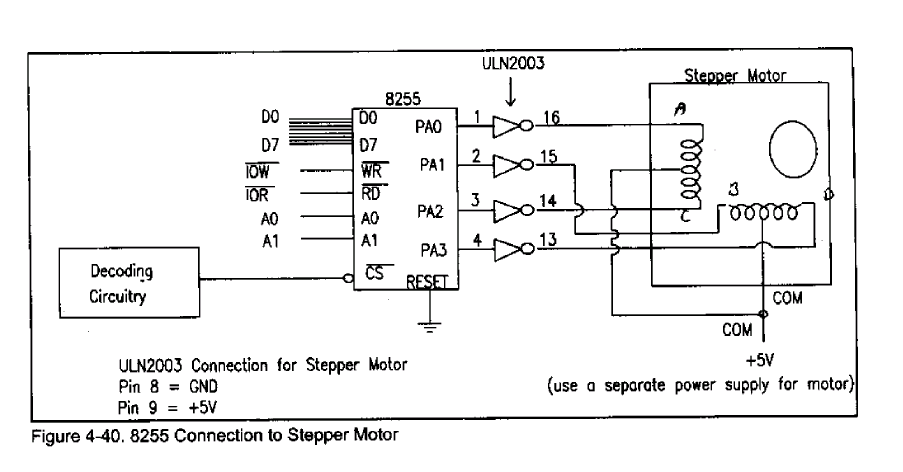 ULN2003
Stepper Motor
8255
D0
D7
IOW
IOR
A0
A1
D0
D7
WR
RD
A0
A1
CS
RESET
PA0
PA1
PA2
PA3
1
2
3
4
16
15
14
13
A
C
B
D
COM
COM
+5V
(use a separate power supply for motor)
Decoding
Circuitry
ULN2003 Connection for Stepper Motor
Pin 8 = GND
Pin 9 = +5V
Figure 4-40. 8255 Connection to Stepper Motor